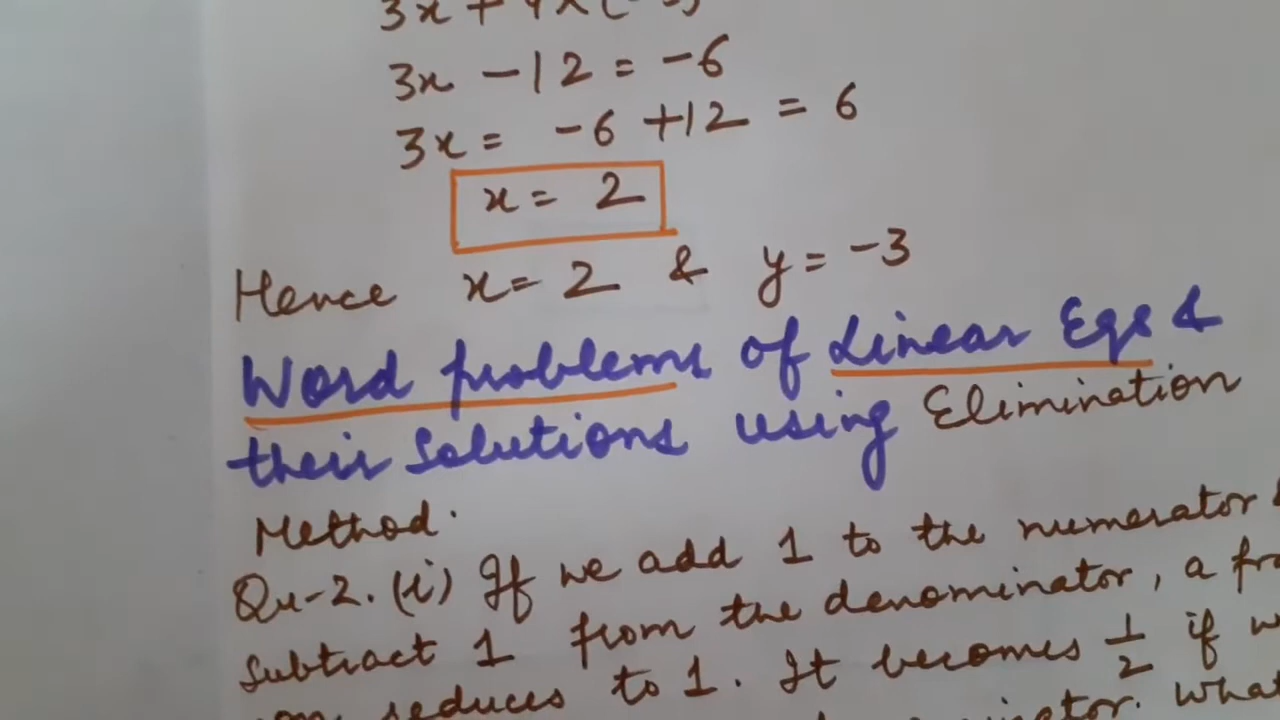 3x - 12 = -6
3x = -6 +12 = 6
x = 2
Hence x = 2 & y = -3
Word problems of Linear Eqs &
their Solutions using Elimination
Method.
Qu-2. (i) If we add 1 to the numerator
Subtract 1 from the denominator, a
reduces to 1. It becomes 1/2 if